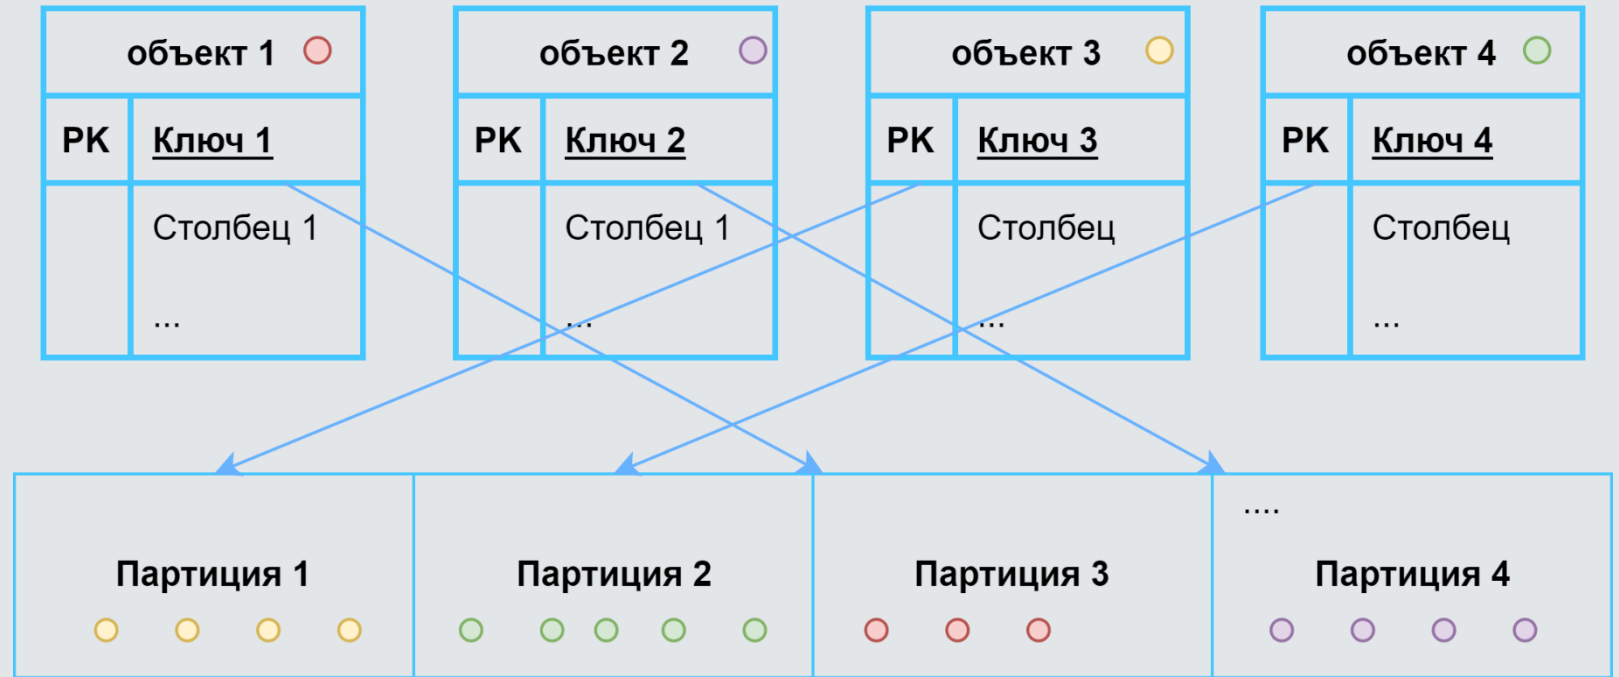 объект 1
объект 2
объект 3
объект 4
PK Ключ 1
PK Ключ 2
PK Ключ 3
PK Ключ 4
Столбец 1
Столбец 1
Столбец
Столбец
...
...
...
...
....
Партиция 1
Партиция 2
Партиция 3
Партиция 4